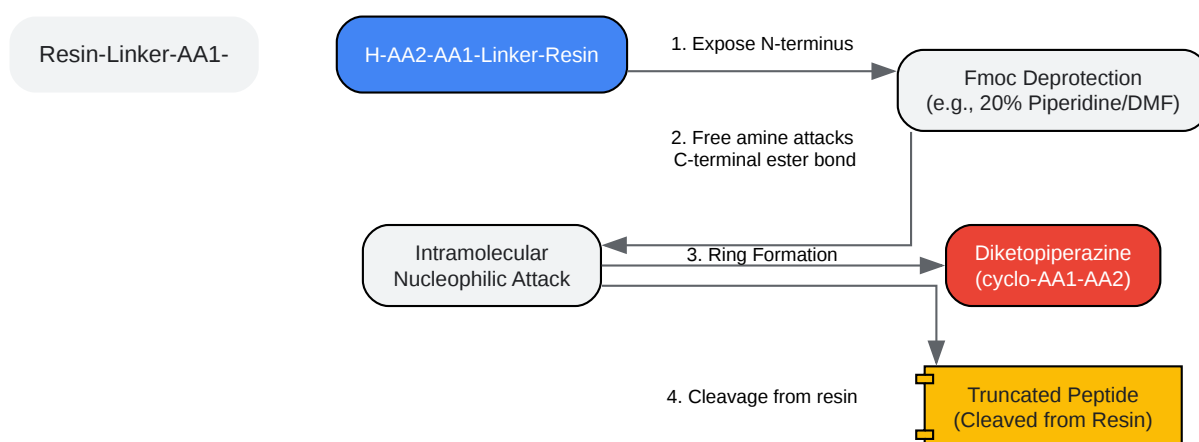 Resin-Linker-AA1-
H-AA2-AA1-Linker-Resin
1. Expose N-terminus
Fmoc Deprotection
(e.g., 20% Piperidine/DMF)
2. Free amine attacks
C-terminal ester bond
Intramolecular
Nucleophilic Attack
3. Ring Formation
Diketopiperazine
(cyclo-AA1-AA2)
4. Cleavage from resin
Truncated Peptide
(Cleaved from Resin)